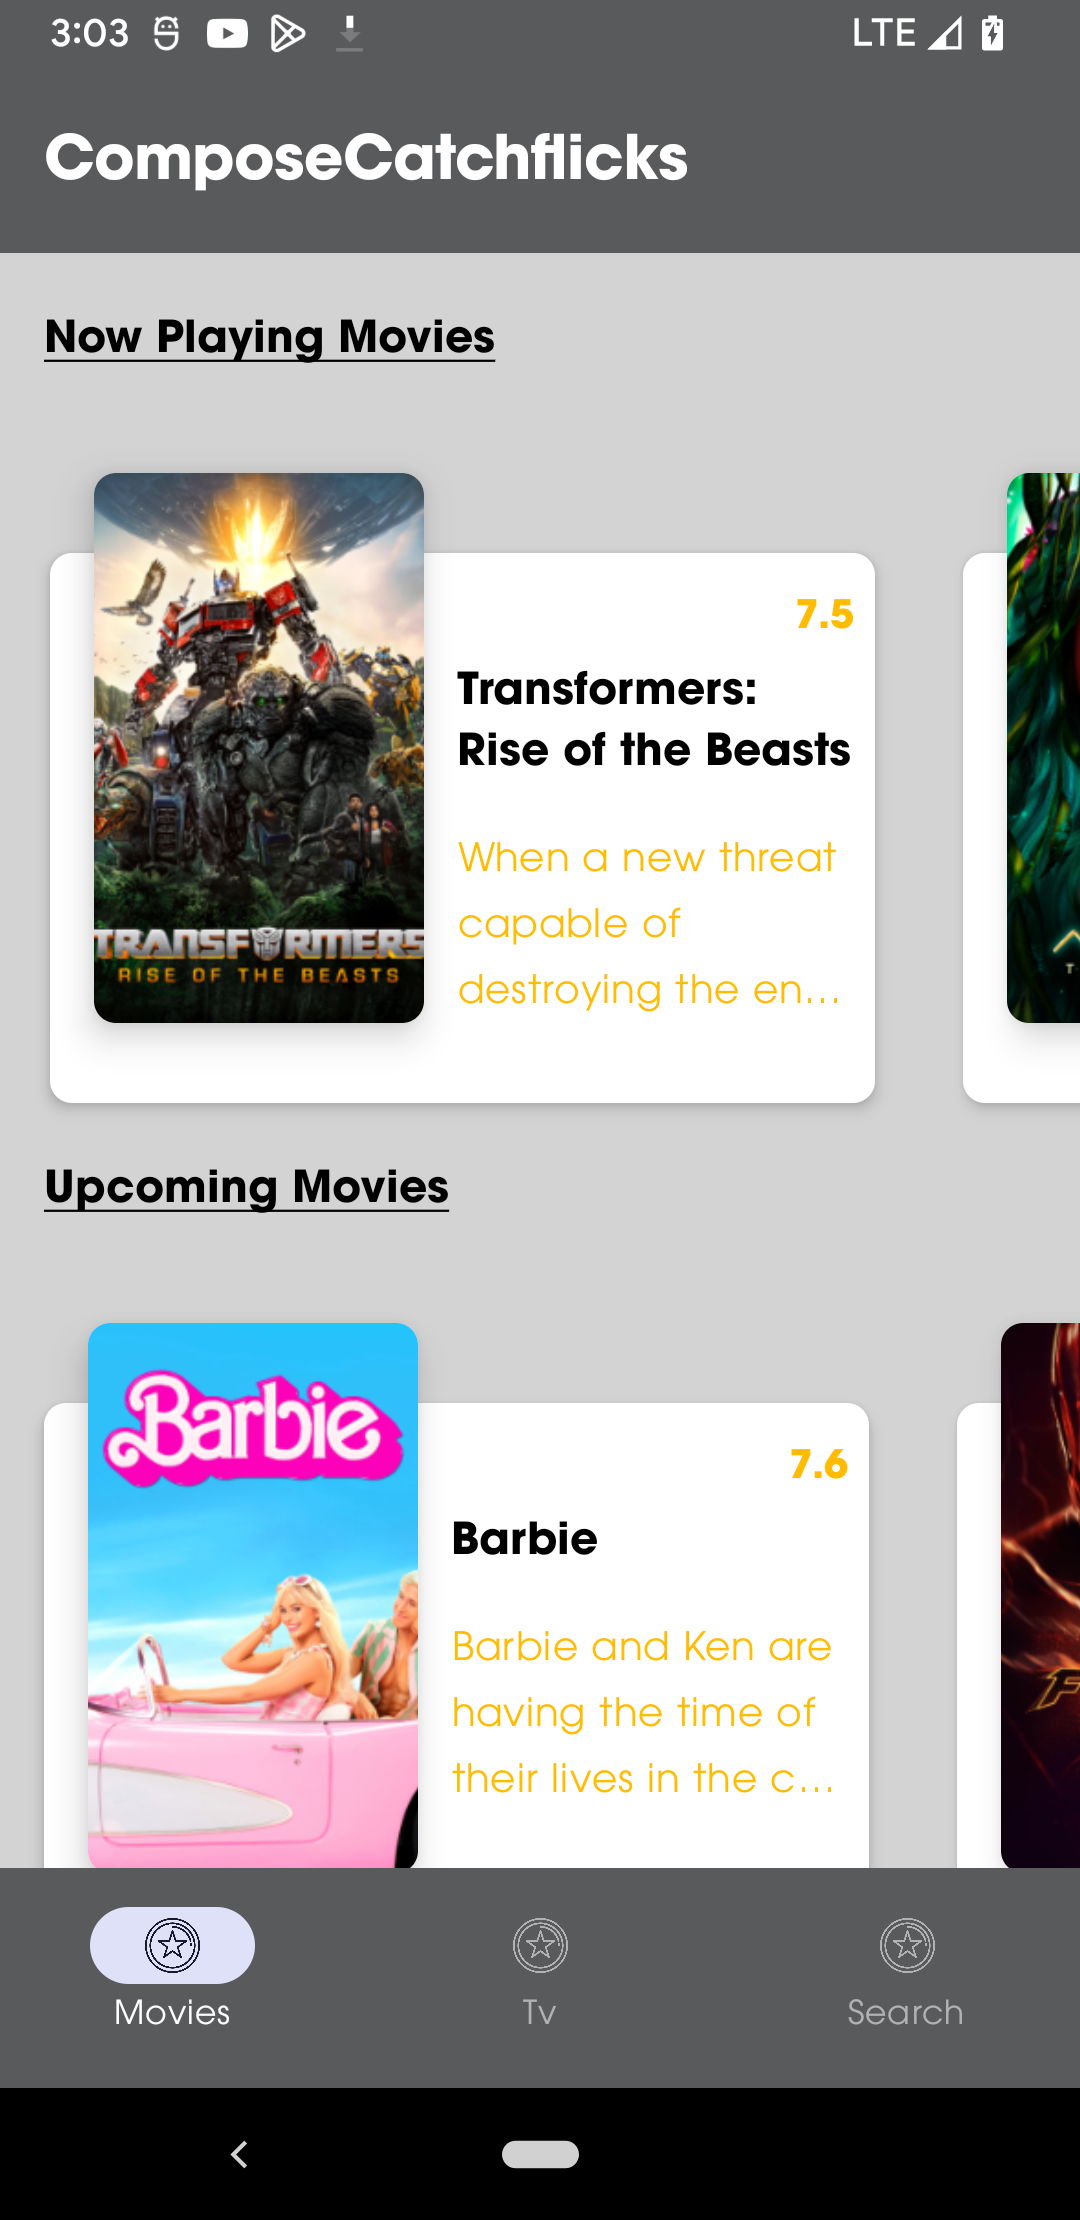 3:03
LTE
ComposeCatchflicks
Now Playing Movies
7.5
Transformers:
Rise of the Beasts
When a new threat
capable of
destroying the en...
TRANSFORMERS
RISE OF THE BEASTS
Upcoming Movies
Barbie
7.6
Barbie
Barbie and Ken are
having the time of
their lives in the c...
Movies
Tv
Search